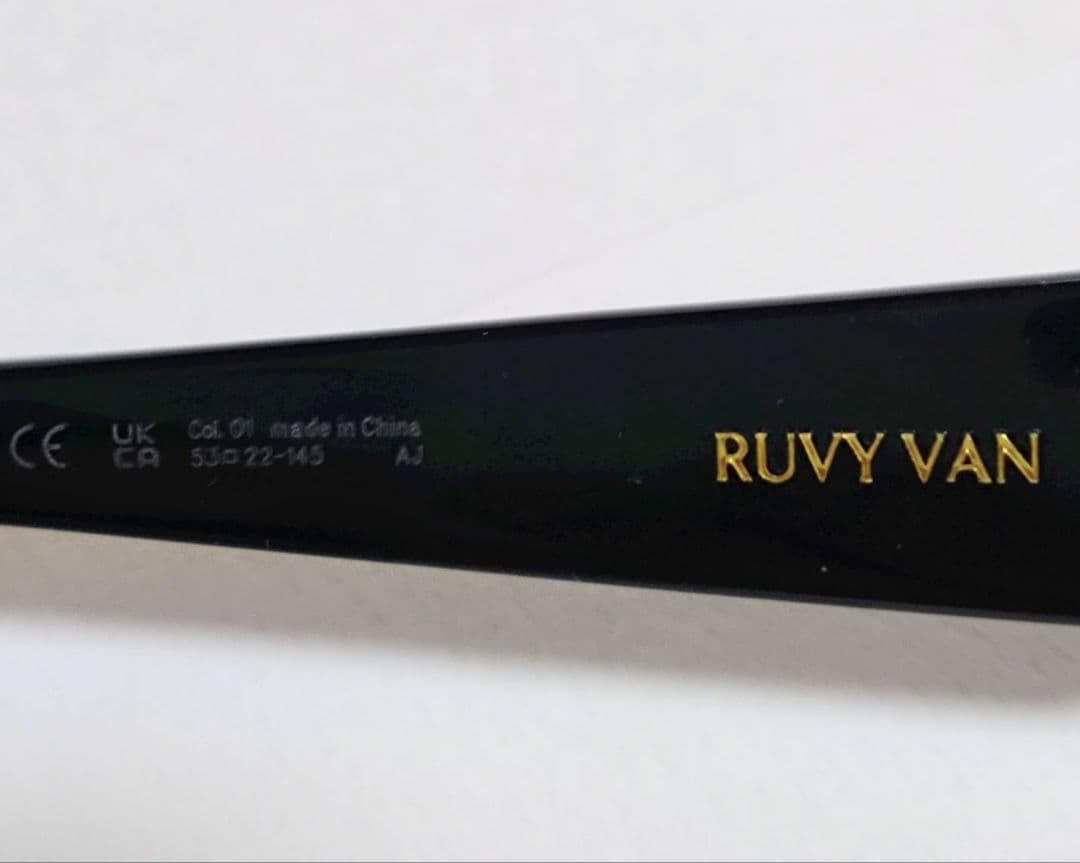 CE
UK
CA
Col. 01 made in China
53□22-145 AJ
RUVY VAN